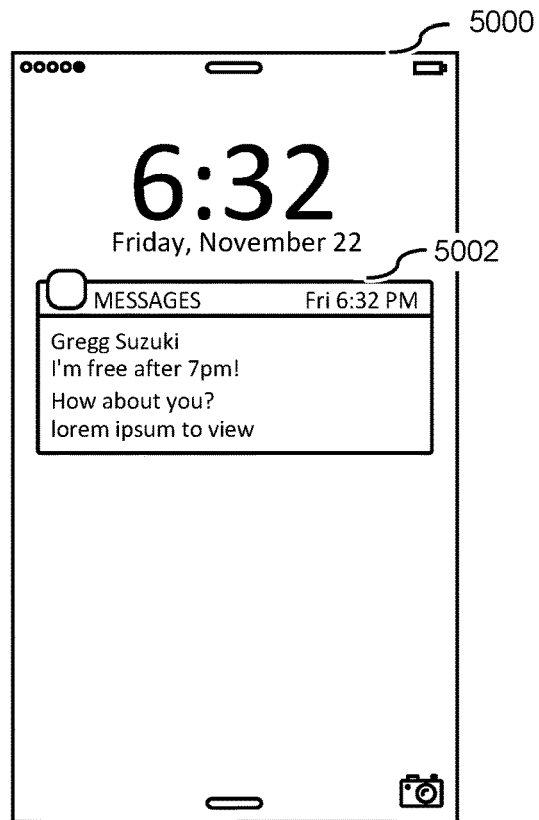 5000
6:32
Friday, November 22
5002
MESSAGES Fri 6:32 PM
Gregg Suzuki
I'm free after 7pm!
How about you?
lorem ipsum to view